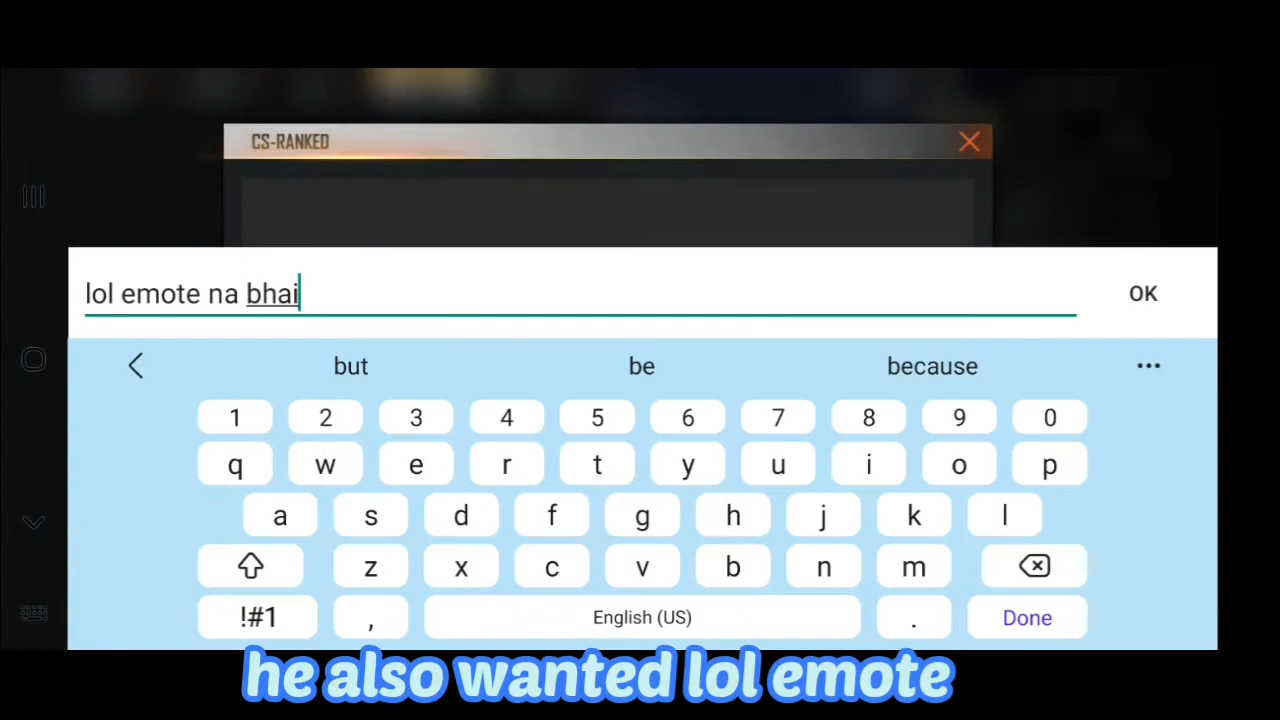 CS-RANKED
lol emote na bhai
OK
but be because
1 2 3 4 5 6 7 8 9 0
q w e r t y u i o p
a s d f g h j k l
z x c v b n m
!#1 , English (US) . Done
he also wanted lol emote